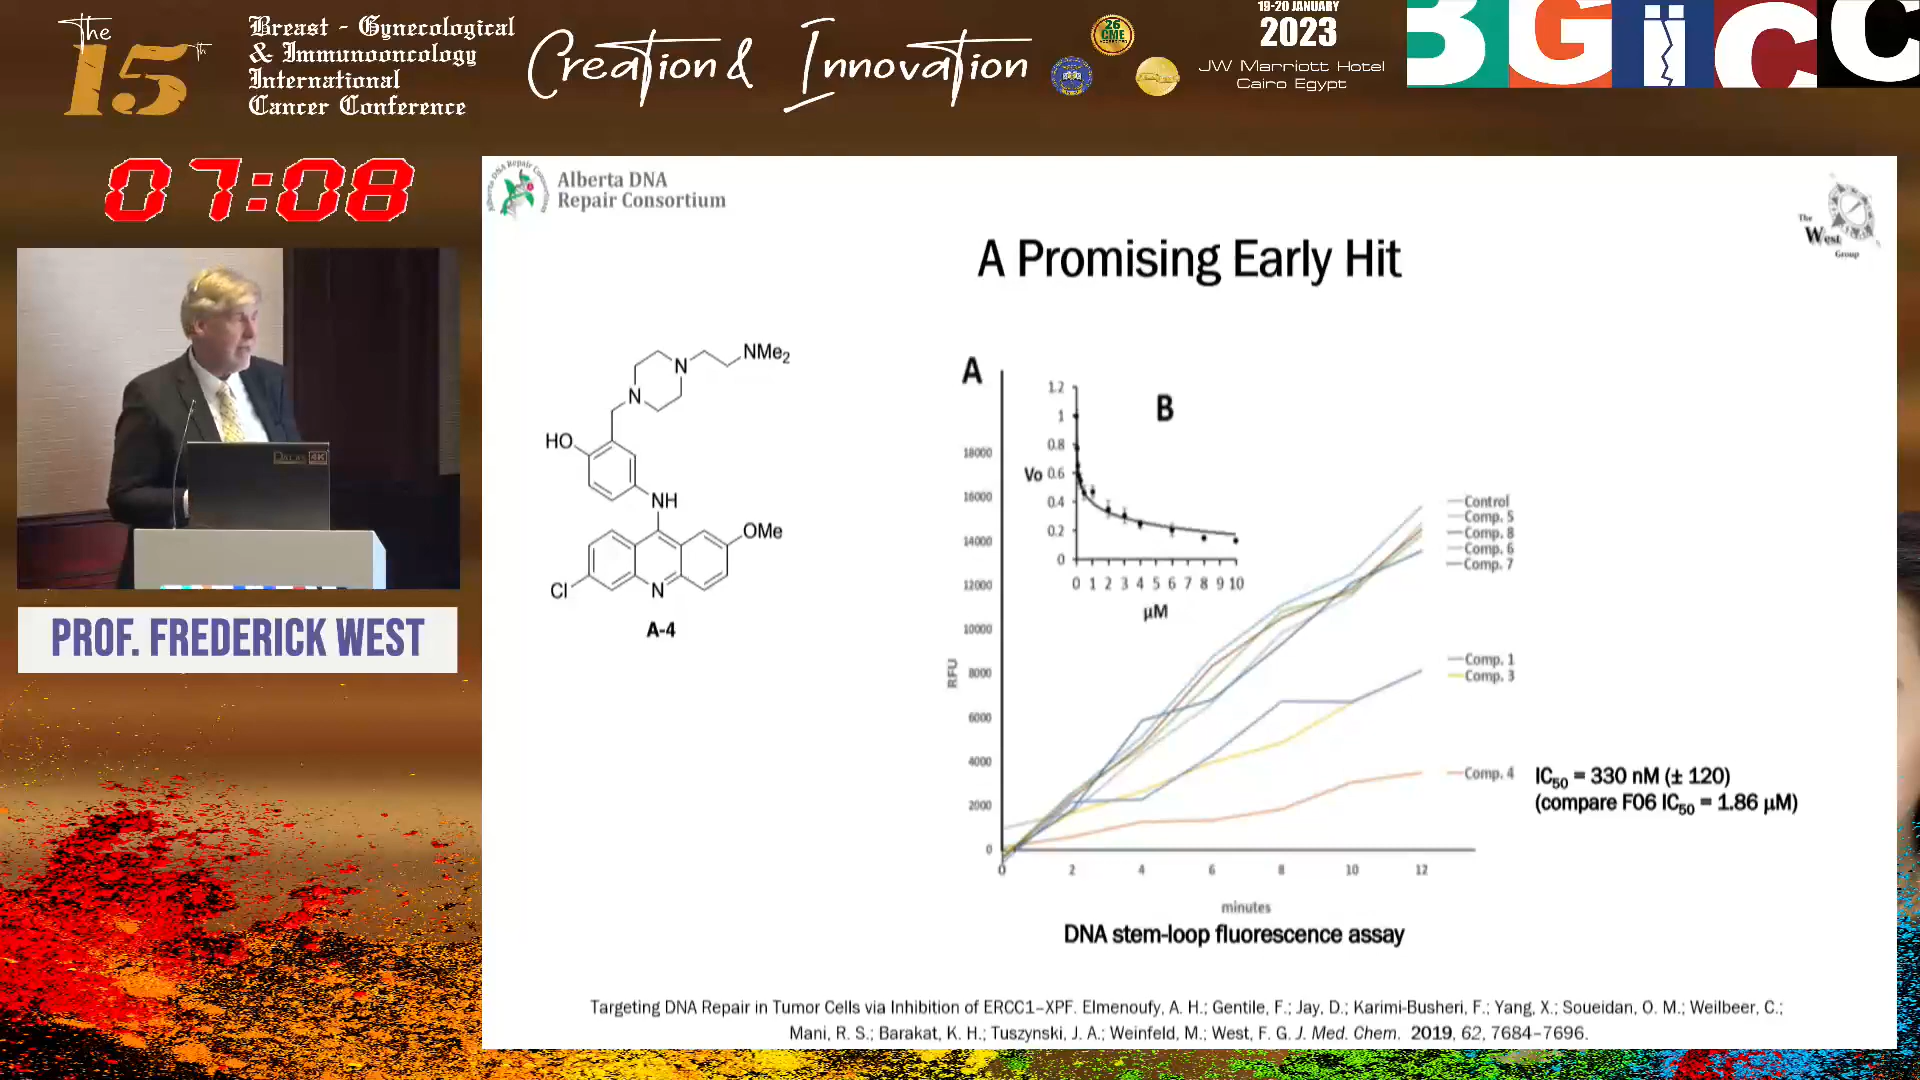 The 15th
Breast - Gynecological
& Immunooncology
International
Cancer Conference
Creation & Innovation
26
CME
19-20 JANUARY
2023
JW Marriott Hotel
Cairo Egypt
BGICC
07:08
PROF. FREDERICK WEST
Alberta DNA
Repair Consortium
The
West
Group
A Promising Early Hit
NMe2
N
N
HO
NH
OMe
Cl
N
A-4
A
B
1.2
1
0.8
Vo 0.6
0.4
0.2
0
0 1 2 3 4 5 6 7 8 9 10
µM
18000
16000
14000
12000
10000
8000
6000
4000
2000
0
RFU
0 2 4 6 8 10 12
minutes
Control
Comp. 5
Comp. 8
Comp. 6
Comp. 7
Comp. 1
Comp. 3
Comp. 4
IC50 = 330 nM (± 120)
(compare F06 IC50 = 1.86 µM)
DNA stem-loop fluorescence assay
Targeting DNA Repair in Tumor Cells via Inhibition of ERCC1–XPF. Elmenoufy, A. H.; Gentile, F.; Jay, D.; Karimi-Busheri, F.; Yang, X.; Soueidan, O. M.; Weilbeer, C.;
Mani, R. S.; Barakat, K. H.; Tuszynski, J. A.; Weinfeld, M.; West, F. G. J. Med. Chem. 2019, 62, 7684–7696.